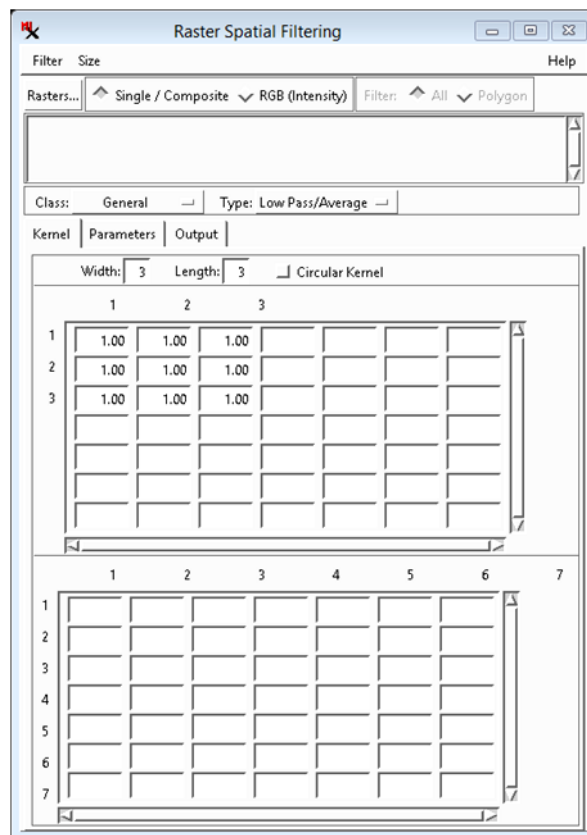 Raster Spatial Filtering
Filter Size Help
Rasters... Single / Composite RGB (Intensity) Filter: All Polygon
Class: General Type: Low Pass/Average
Kernel Parameters Output
Width: 3 Length: 3 Circular Kernel
1 2 3
1 1.00 1.00 1.00
2 1.00 1.00 1.00
3 1.00 1.00 1.00
1 2 3 4 5 6 7
1
2
3
4
5
6
7